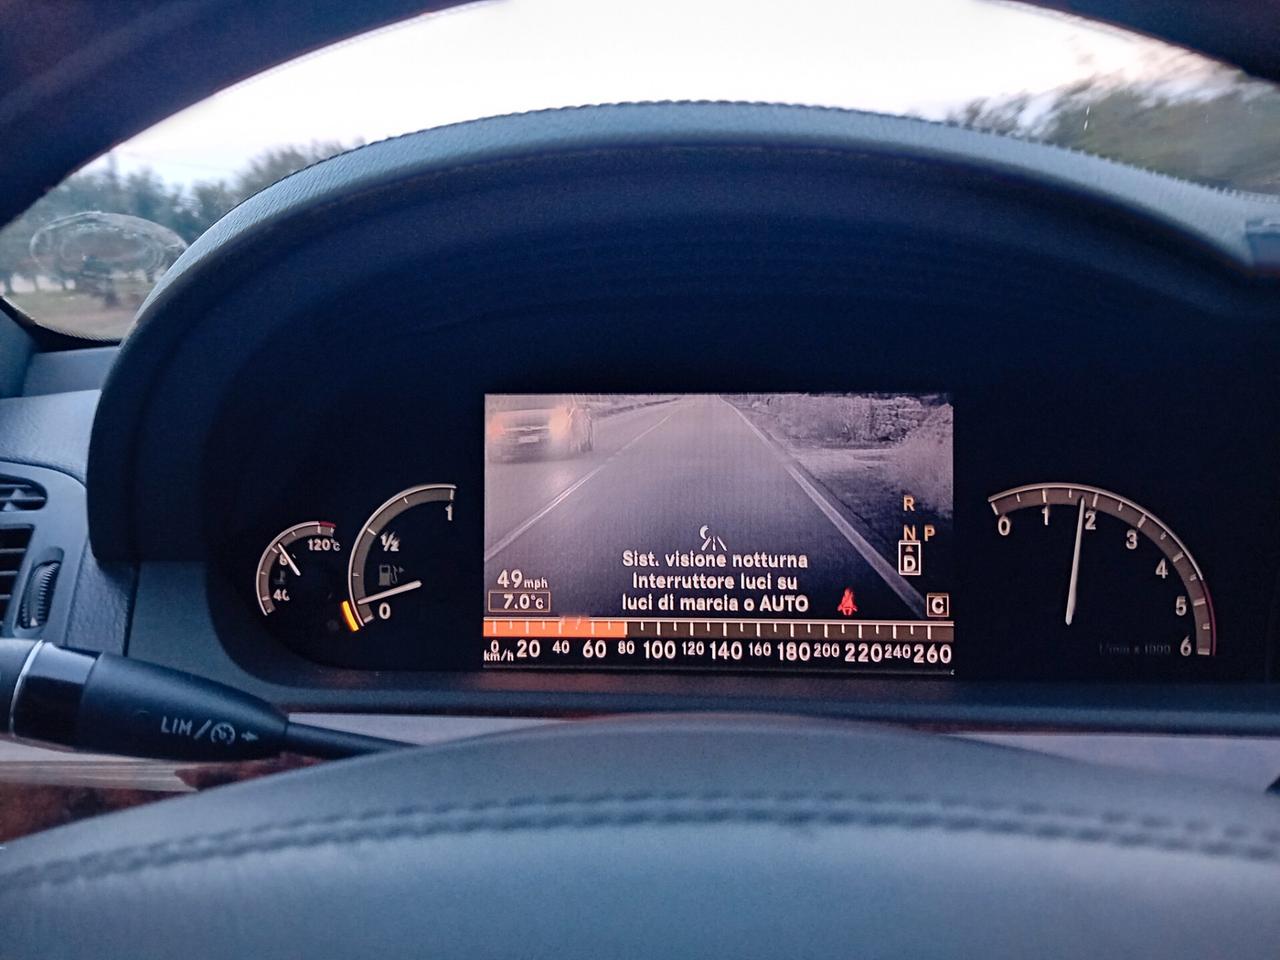 120°C
40
1
½
0
R
N P
D
C
Sist. visione notturna
Interruttore luci su
luci di marcia o AUTO
49 mph
7.0°C
0 20 40 60 80 100 120 140 160 180 200 220 240 260
km/h
0 1 2 3 4 5 6
1/min x 1000
LIM/